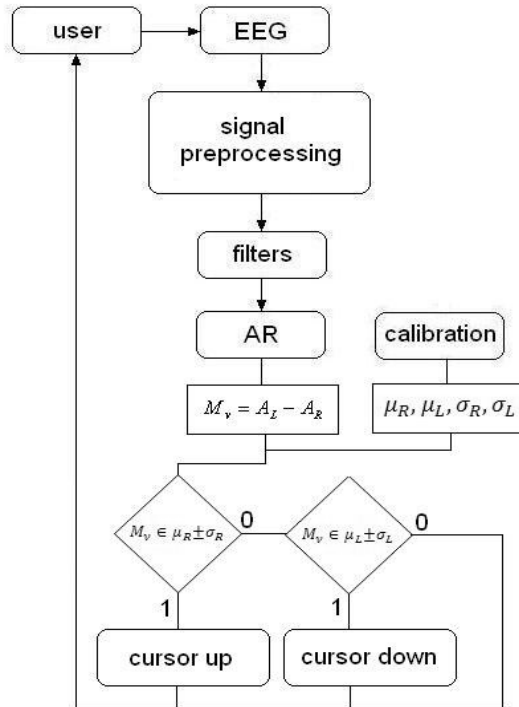 user
EEG
signal
preprocessing
filters
AR
calibration
M_v = A_L − A_R
μ_R, μ_L, σ_R, σ_L
M_v ∈ μ_R ± σ_R
0
M_v ∈ μ_L ± σ_L
0
1
1
cursor up
cursor down